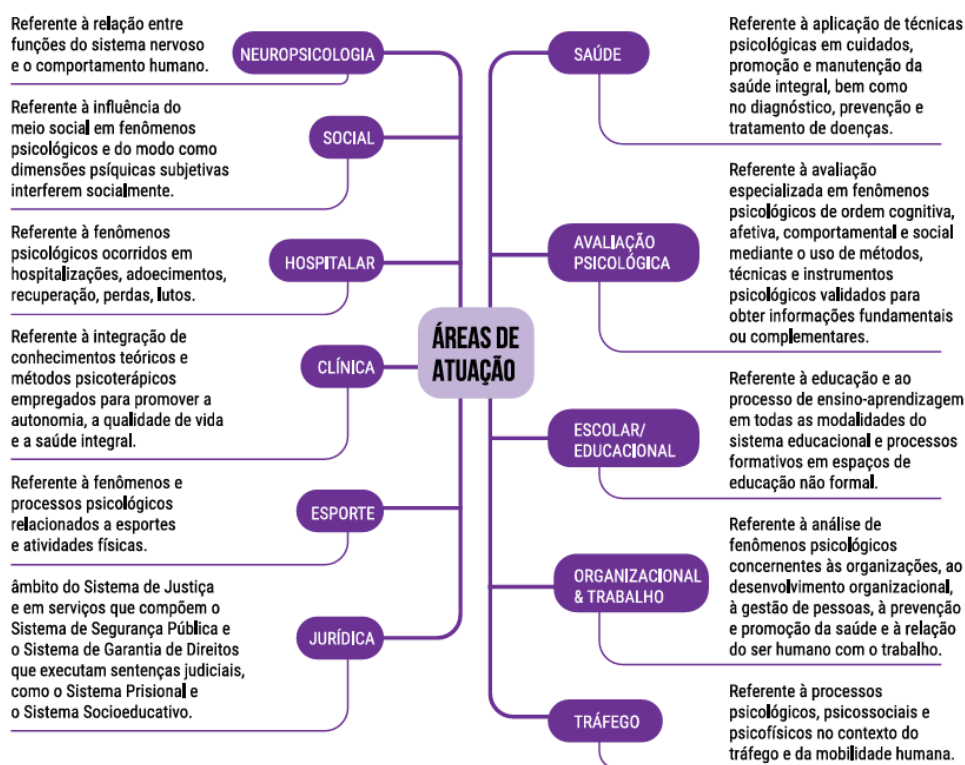 Referente à relação entre
funções do sistema nervoso
e o comportamento humano.
NEUROPSICOLOGIA
Referente à influência do
meio social em fenômenos
psicológicos e do modo como
dimensões psíquicas subjetivas
interferem socialmente.
SOCIAL
Referente à fenômenos
psicológicos ocorridos em
hospitalizações, adoecimentos,
recuperação, perdas, lutos.
HOSPITALAR
Referente à integração de
conhecimentos teóricos e
métodos psicoterápicos
empregados para promover a
autonomia, a qualidade de vida
e a saúde integral.
CLÍNICA
Referente à fenômenos e
processos psicológicos
relacionados a esportes
e atividades físicas.
ESPORTE
âmbito do Sistema de Justiça
e em serviços que compõem o
Sistema de Segurança Pública e
o Sistema de Garantia de Direitos
que executam sentenças judiciais,
como o Sistema Prisional e
o Sistema Socioeducativo.
JURÍDICA
ÁREAS DE
ATUAÇÃO
SAÚDE
Referente à aplicação de técnicas
psicológicas em cuidados,
promoção e manutenção da
saúde integral, bem como
no diagnóstico, prevenção e
tratamento de doenças.
AVALIAÇÃO
PSICOLÓGICA
Referente à avaliação
especializada em fenômenos
psicológicos de ordem cognitiva,
afetiva, comportamental e social
mediante o uso de métodos,
técnicas e instrumentos
psicológicos validados para
obter informações fundamentais
ou complementares.
ESCOLAR/
EDUCACIONAL
Referente à educação e ao
processo de ensino-aprendizagem
em todas as modalidades do
sistema educacional e processos
formativos em espaços de
educação não formal.
ORGANIZACIONAL
& TRABALHO
Referente à análise de
fenômenos psicológicos
concernentes às organizações, ao
desenvolvimento organizacional,
à gestão de pessoas, à prevenção
e promoção da saúde e à relação
do ser humano com o trabalho.
TRÁFEGO
Referente à processos
psicológicos, psicossociais e
psicofísicos no contexto do
tráfego e da mobilidade humana.